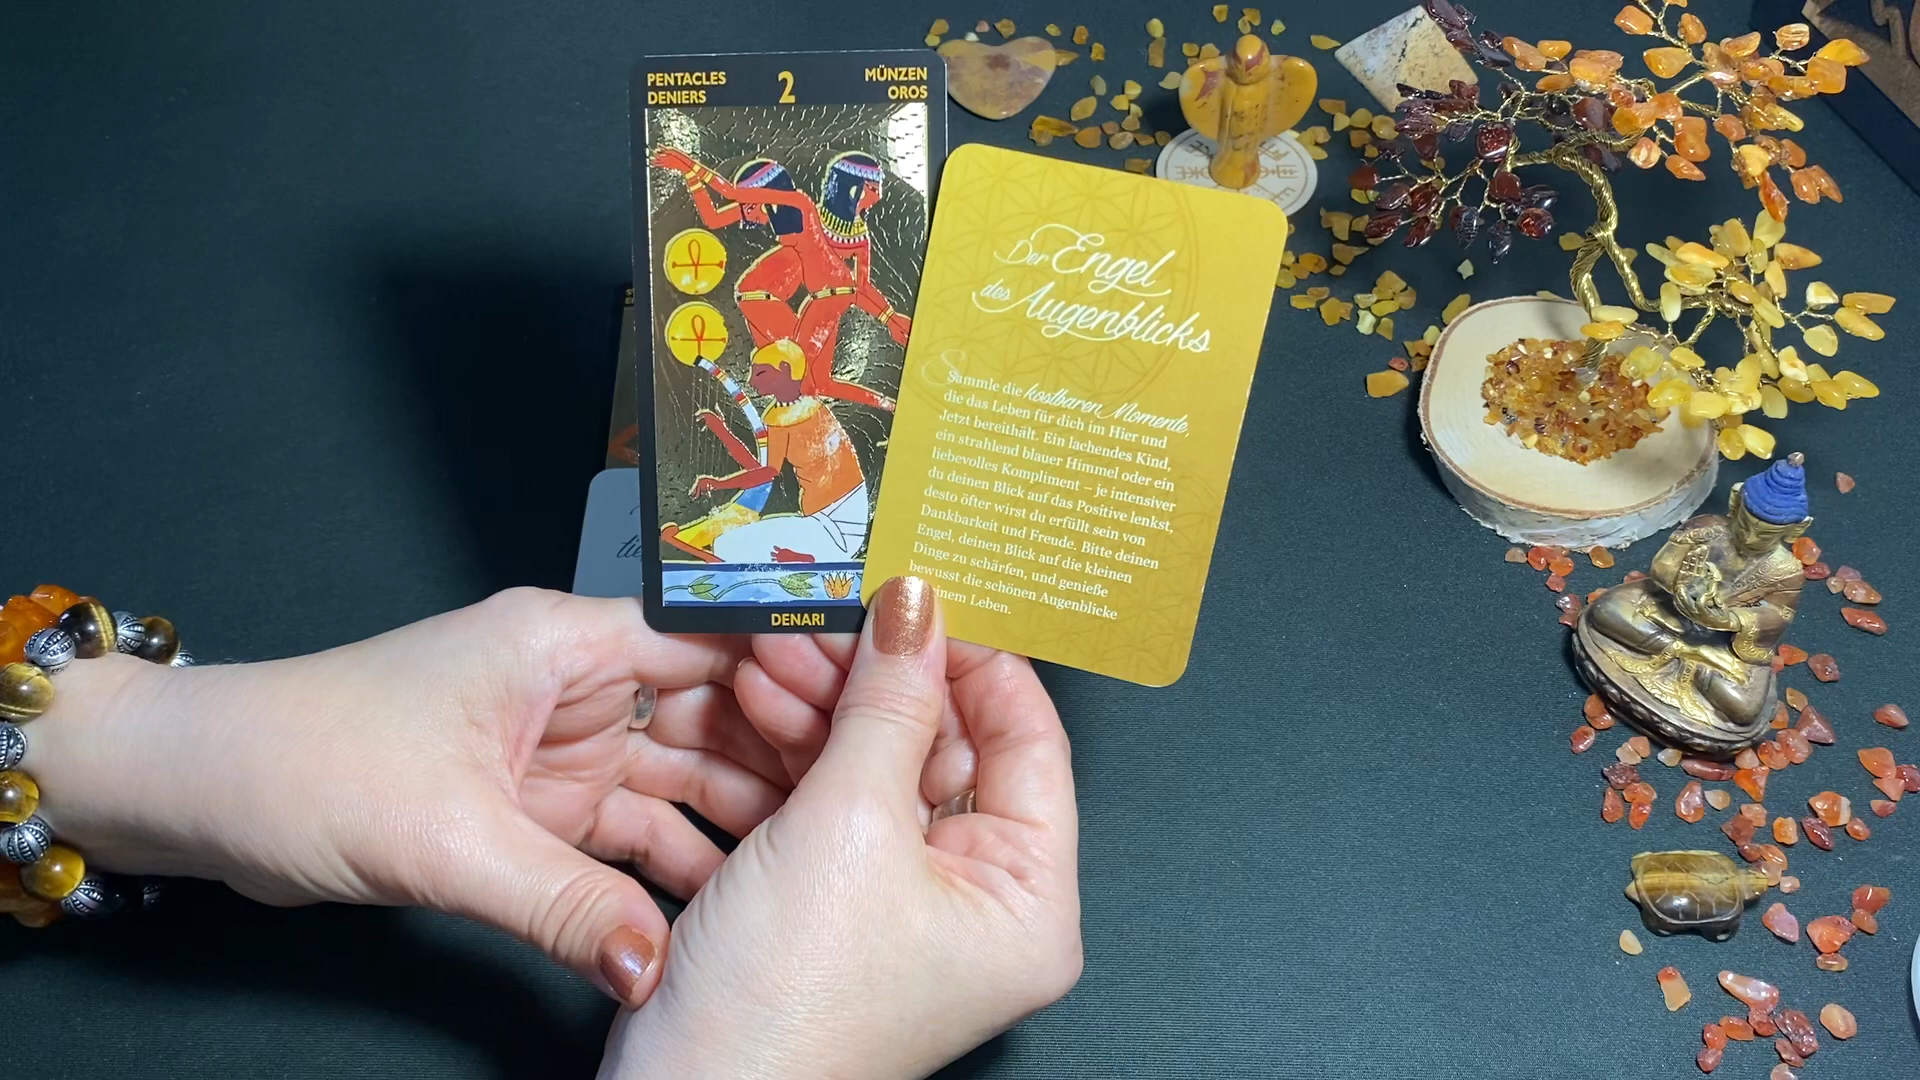 PENTACLES 2 MÜNZEN
DENIERS OROS
DENARI
Der Engel
des Augenblicks
Sammle die kostbaren Momente,
die das Leben für dich im Hier und
Jetzt bereithält. Ein lachendes Kind,
ein strahlend blauer Himmel oder ein
liebevolles Kompliment – je intensiver
du deinen Blick auf das Positive lenkst,
desto öfter wirst du erfüllt sein von
Dankbarkeit und Freude. Bitte deinen
Engel, deinen Blick auf die kleinen
Dinge zu schärfen, und genieße
bewusst die schönen Augenblicke
einem Leben.